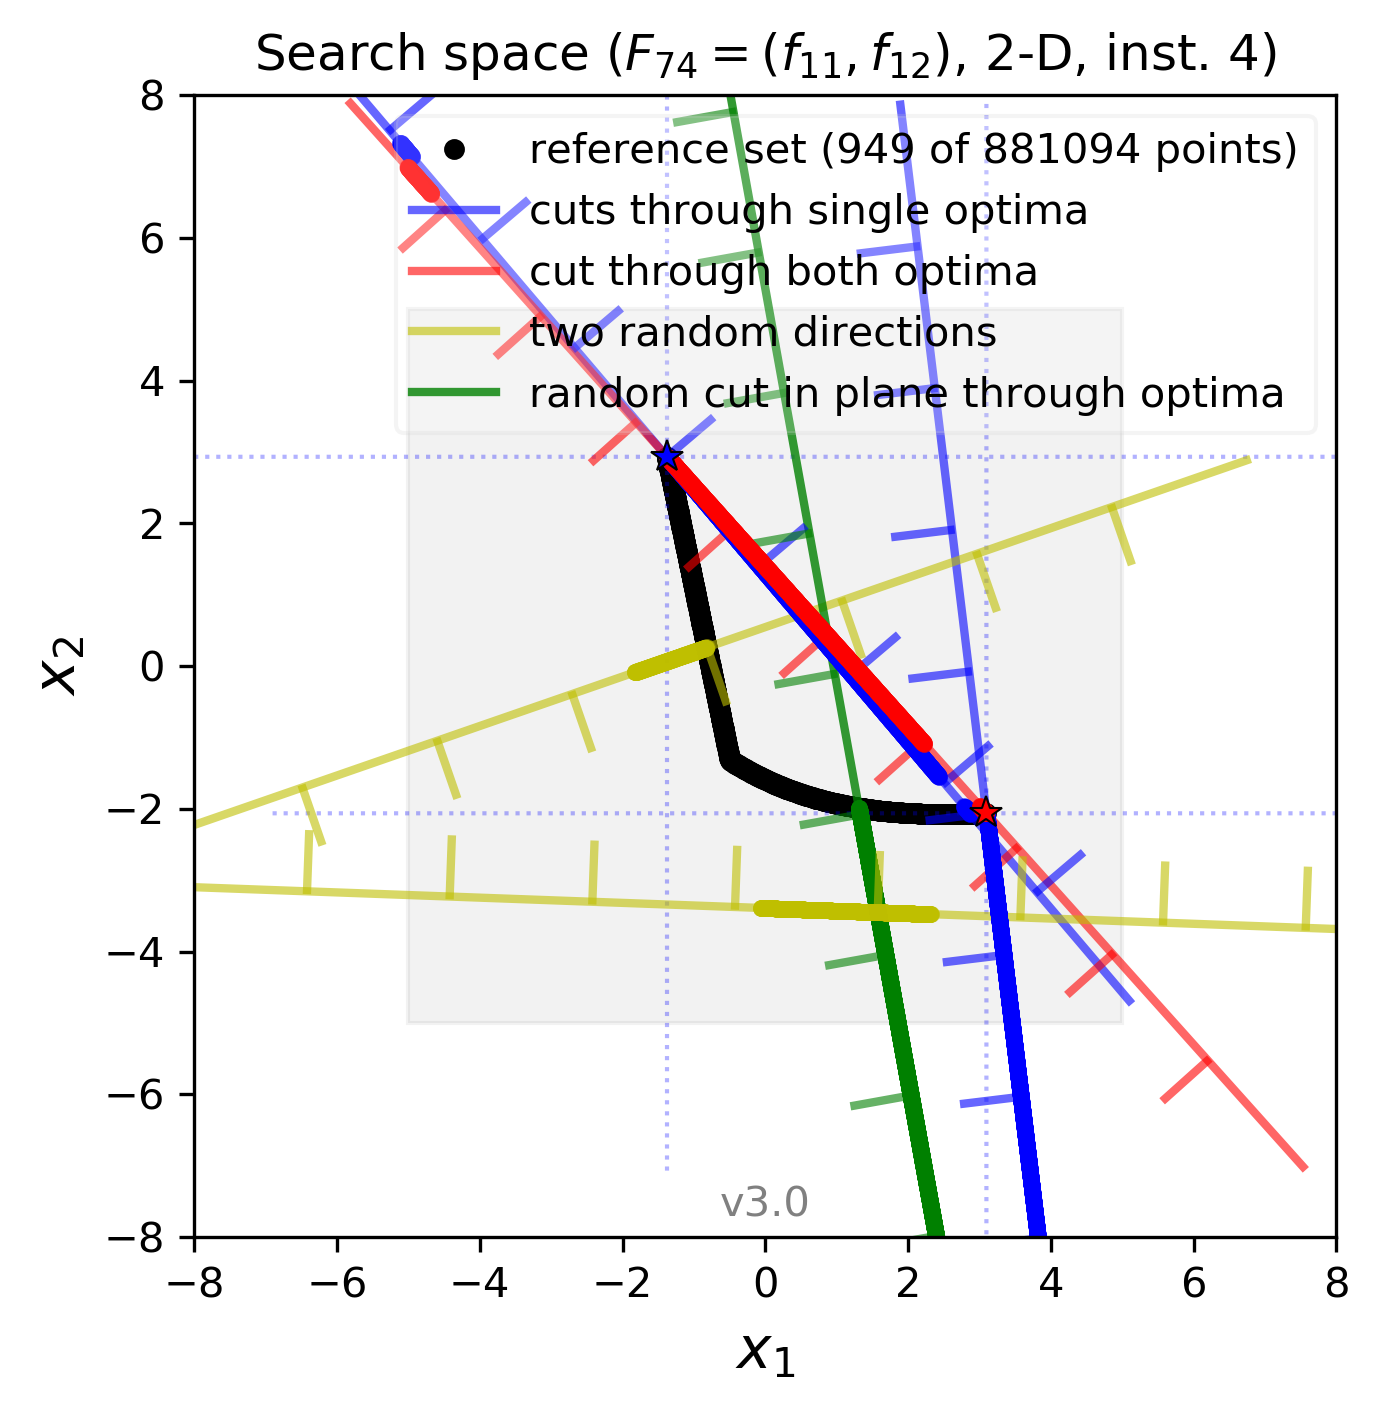 Search space (F₇₄ = (f₁₁, f₁₂), 2-D, inst. 4)
reference set (949 of 881094 points)
cuts through single optima
cut through both optima
two random directions
random cut in plane through optima
8
6
4
2
0
−2
−4
−6
−8
x₂
v3.0
−8 −6 −4 −2 0 2 4 6 8
x₁